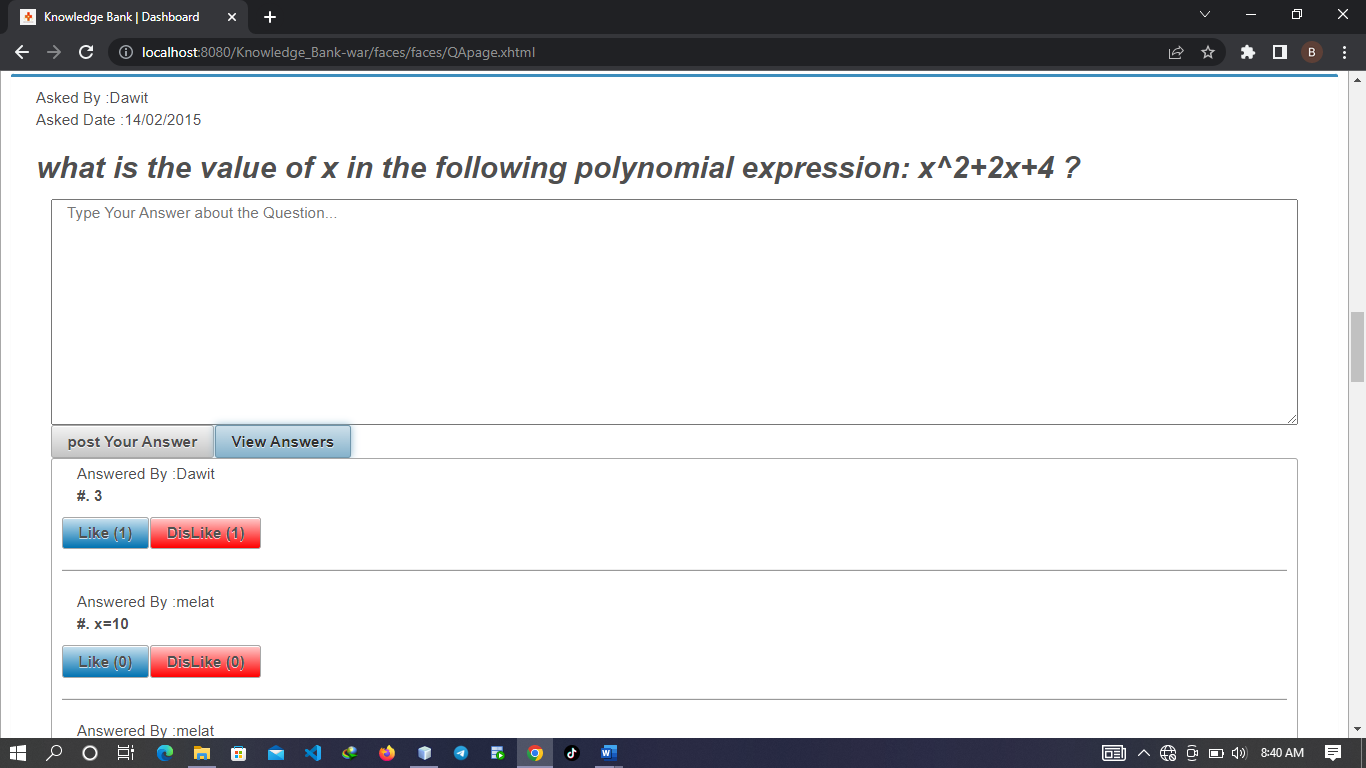 Knowledge Bank | Dashboard
localhost:8080/Knowledge_Bank-war/faces/faces/QApage.xhtml
B
Asked By :Dawit
Asked Date :14/02/2015
what is the value of x in the following polynomial expression: x^2+2x+4 ?
Type Your Answer about the Question...
post Your Answer View Answers
Answered By :Dawit
#. 3
Like (1) DisLike (1)
Answered By :melat
#. x=10
Like (0) DisLike (0)
Answered By :melat
8:40 AM